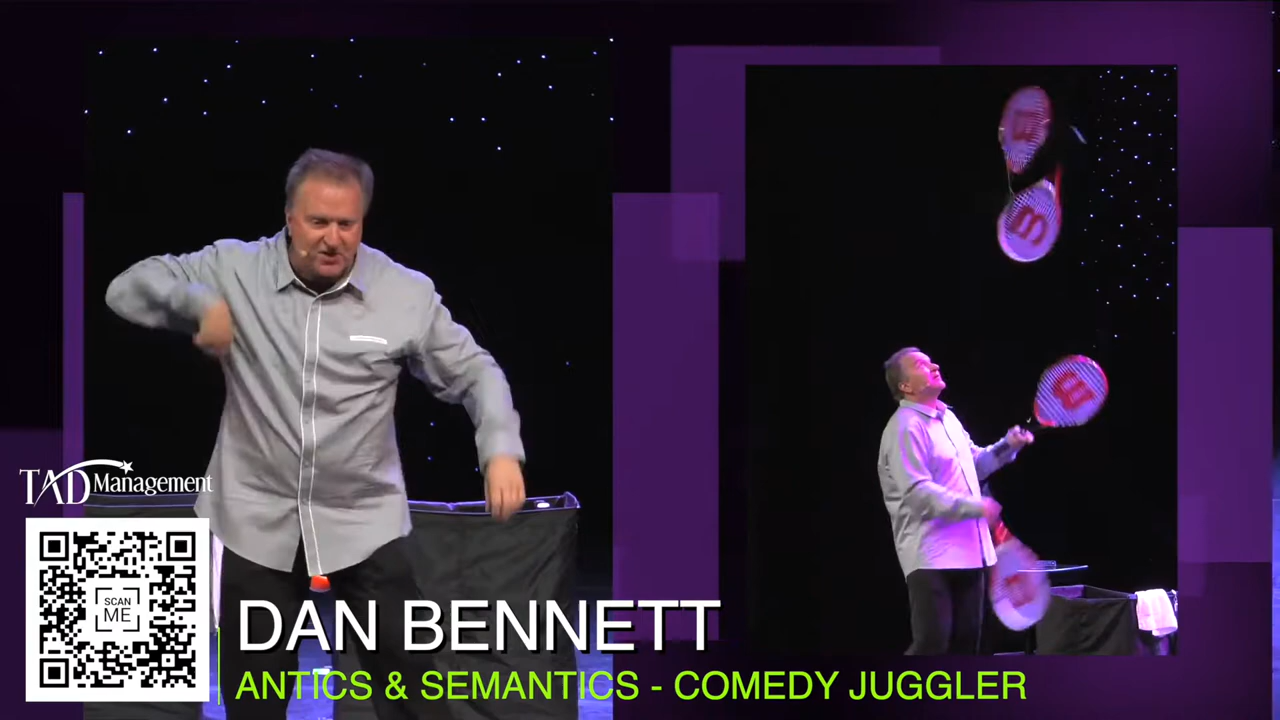 TAD Management
SCAN
ME
DAN BENNETT
ANTICS & SEMANTICS - COMEDY JUGGLER